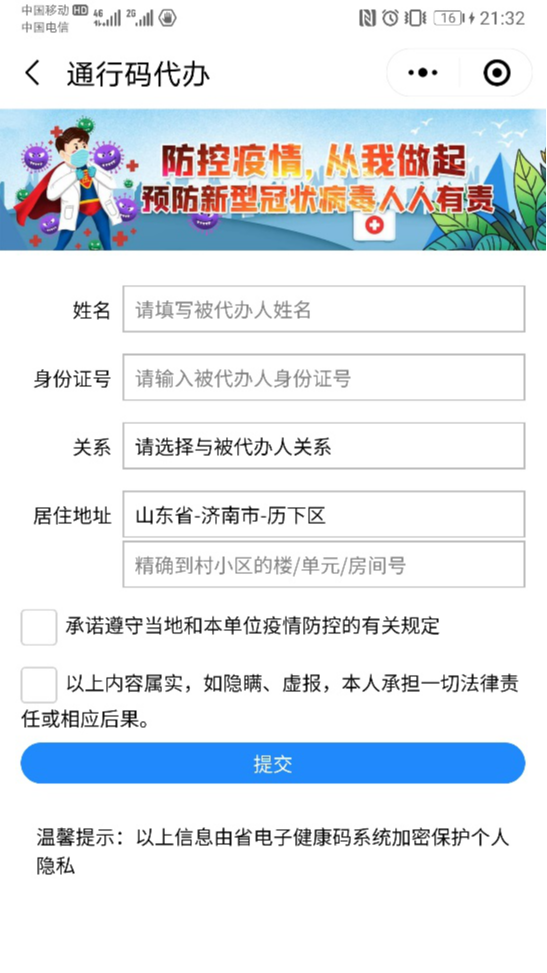 中国移动 HD 4G 2G 16 21:32
中国电信
通行码代办
防控疫情,从我做起
预防新型冠状病毒人人有责
姓名 请填写被代办人姓名
身份证号 请输入被代办人身份证号
关系 请选择与被代办人关系
居住地址 山东省-济南市-历下区
精确到村小区的楼/单元/房间号
承诺遵守当地和本单位疫情防控的有关规定
以上内容属实，如隐瞒、虚报，本人承担一切法律责
任或相应后果。
提交
温馨提示：以上信息由省电子健康码系统加密保护个人
隐私